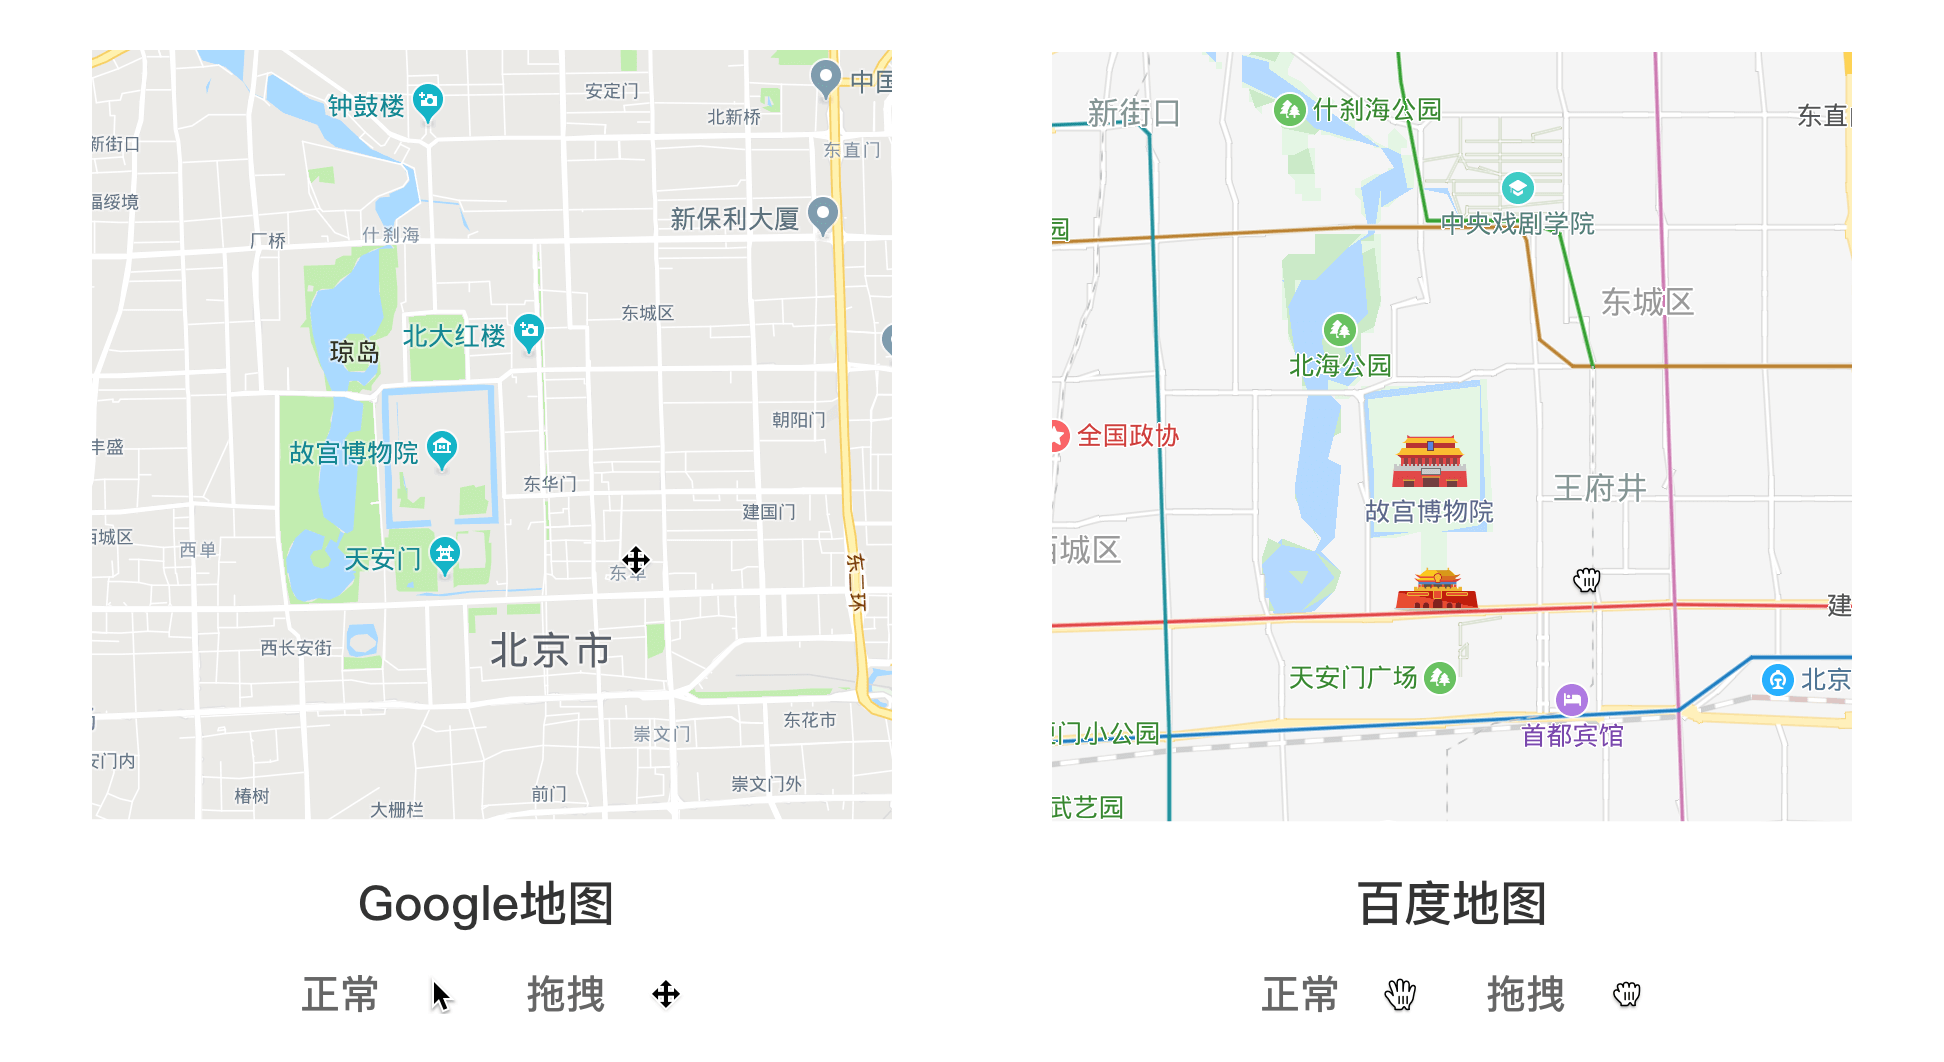 钟鼓楼
安定门
中国
北新桥
新街口
东直门
福绥境
新保利大厦
厂桥
什刹海
东城区
北大红楼
琼岛
朝阳门
丰盛
故宫博物院
东华门
建国门
西单
天安门
东单
东二环
西长安街
北京市
东花市
崇文门
安门内
崇文门外
椿树
前门
大栅栏
新街口
什刹海公园
东直
中央戏剧学院
园
东城区
北海公园
全国政协
王府井
故宫博物院
城区
建
天安门广场
北京
首都宾馆
门小公园
武艺园
Google地图
百度地图
正常
拖拽
正常
拖拽